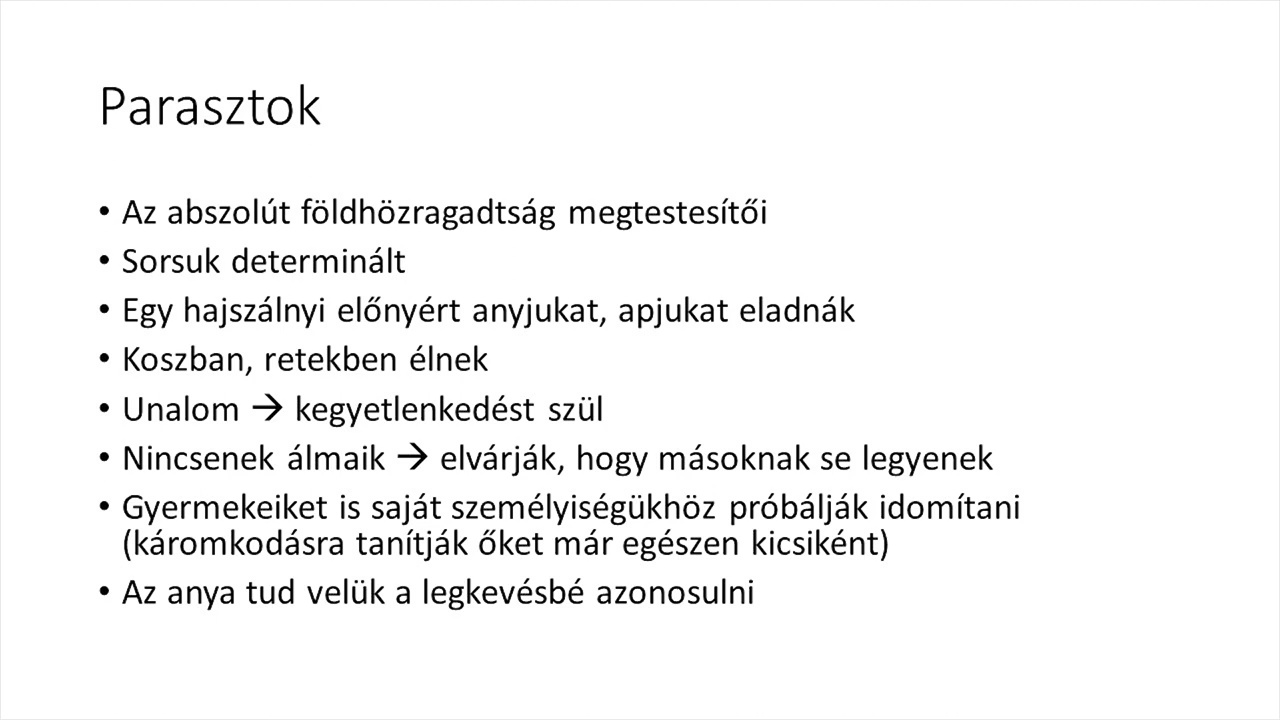 Parasztok
• Az abszolút földhözragadtság megtestesítői
• Sorsuk determinált
• Egy hajszálnyi előnyért anyjukat, apjukat eladnák
• Koszban, retekben élnek
• Unalom → kegyetlenkedést szül
• Nincsenek álmaik → elvárják, hogy másoknak se legyenek
• Gyermekeiket is saját személyiségükhöz próbálják idomítani
(káromkodásra tanítják őket már egészen kicsiként)
• Az anya tud velük a legkevésbé azonosulni